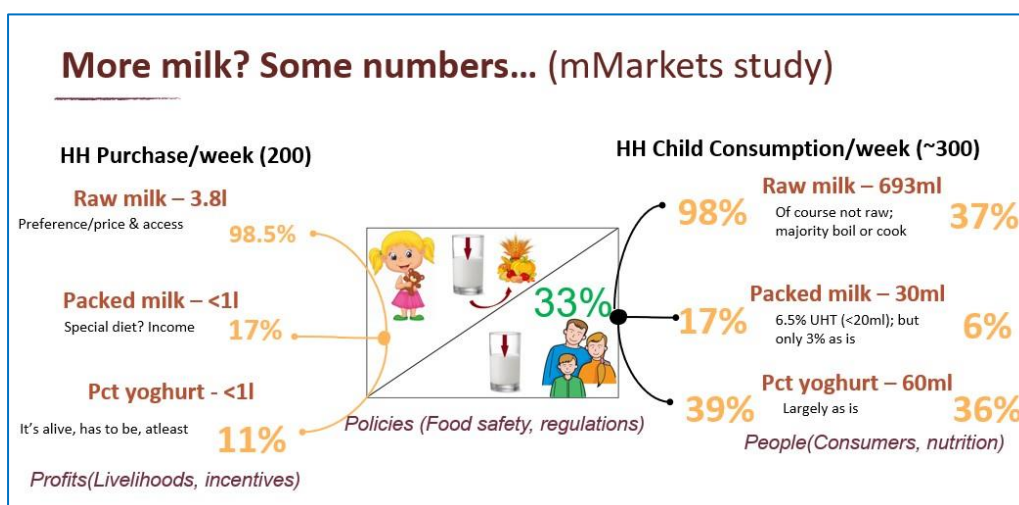 More milk? Some numbers... (mMarkets study)
HH Purchase/week (200)
Raw milk – 3.8l
Preference/price & access
98.5%
Packed milk – <1l
Special diet? Income
17%
Pct yoghurt - <1l
It's alive, has to be, atleast
11%
Profits(Livelihoods, incentives)
33%
Policies (Food safety, regulations)
HH Child Consumption/week (~300)
Raw milk – 693ml
98%
Of course not raw;
majority boil or cook
37%
Packed milk – 30ml
17%
6.5% UHT (<20ml); but
only 3% as is
6%
Pct yoghurt – 60ml
39%
Largely as is
36%
People(Consumers, nutrition)